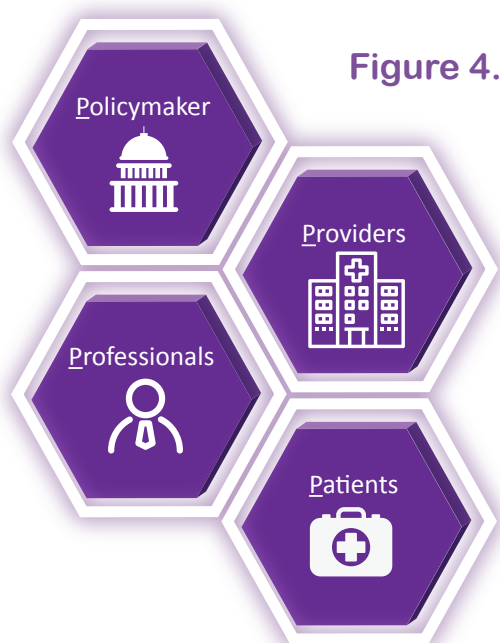 Figure 4.
Policymaker
Providers
Professionals
Patients